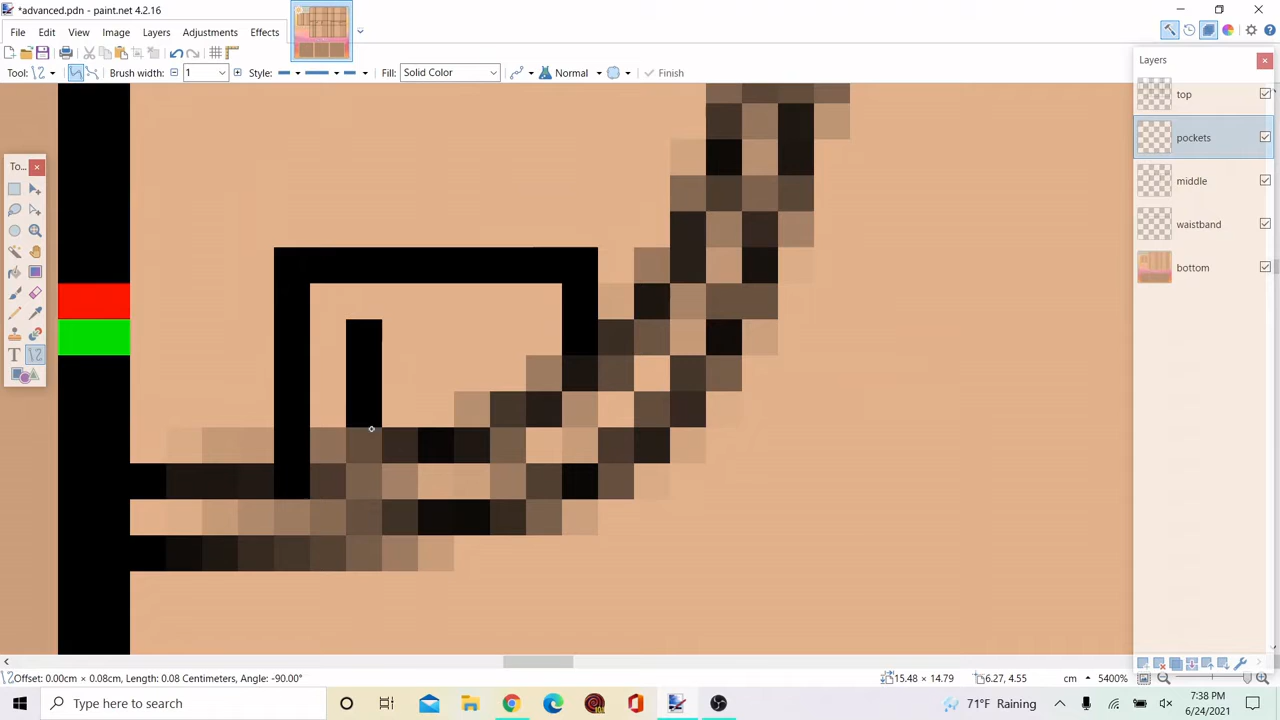 *advanced.pdn - paint.net 4.2.16
File Edit View Image Layers Adjustments Effects
Tool: Brush width: 1 Style: Fill: Solid Color Normal Finish
Layers
top
To...
pockets
middle
waistband
bottom
T
Offset: 0.00cm × 0.08cm, Length: 0.08 Centimeters, Angle: -90.00° 15.48 × 14.79 6.27, 4.55 cm 5400%
Type here to search
71°F Raining
7:38 PM
6/24/2021